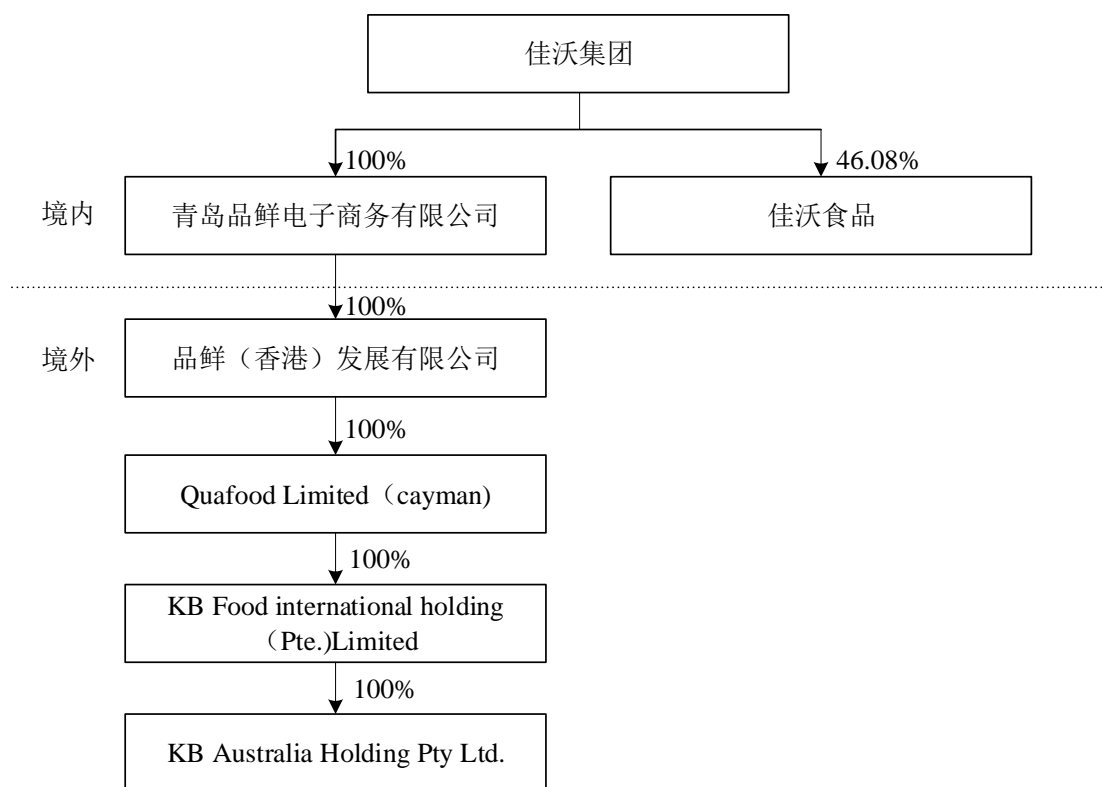 佳沃集团
100%
46.08%
境内
青岛品鲜电子商务有限公司
佳沃食品
100%
境外
品鲜（香港）发展有限公司
100%
Quafood Limited（cayman)
100%
KB Food international holding
（Pte.)Limited
100%
KB Australia Holding Pty Ltd.